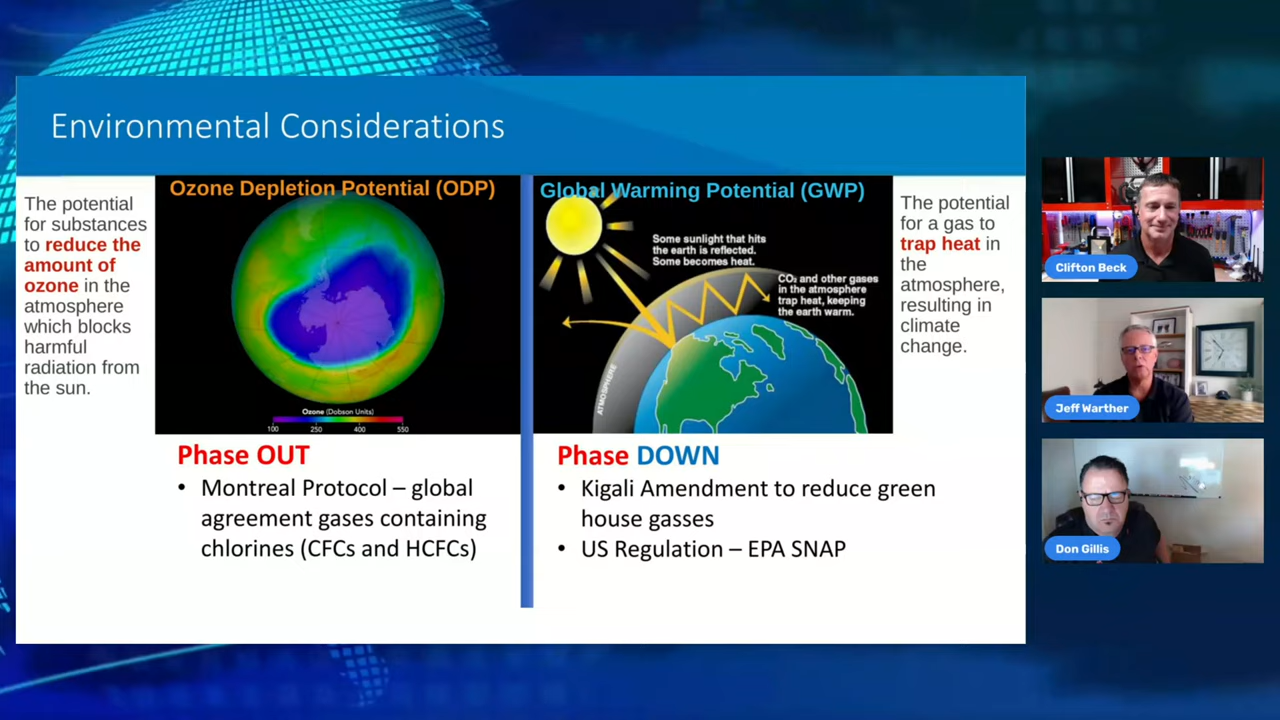 Environmental Considerations
The potential
for substances
to reduce the
amount of
ozone in the
atmosphere
which blocks
harmful
radiation from
the sun.
Ozone Depletion Potential (ODP)
Ozone (Dobson Units)
100 250 400 550
Phase OUT
• Montreal Protocol – global
agreement gases containing
chlorines (CFCs and HCFCs)
Global Warming Potential (GWP)
Some sunlight that hits
the earth is reflected.
Some becomes heat.
CO2 and other gases
in the atmosphere
trap heat, keeping
the earth warm.
ATMOSPHERE
Phase DOWN
• Kigali Amendment to reduce green
house gasses
• US Regulation – EPA SNAP
The potential
for a gas to
trap heat in
the
atmosphere,
resulting in
climate
change.
Clifton Beck
Jeff Warther
Don Gillis